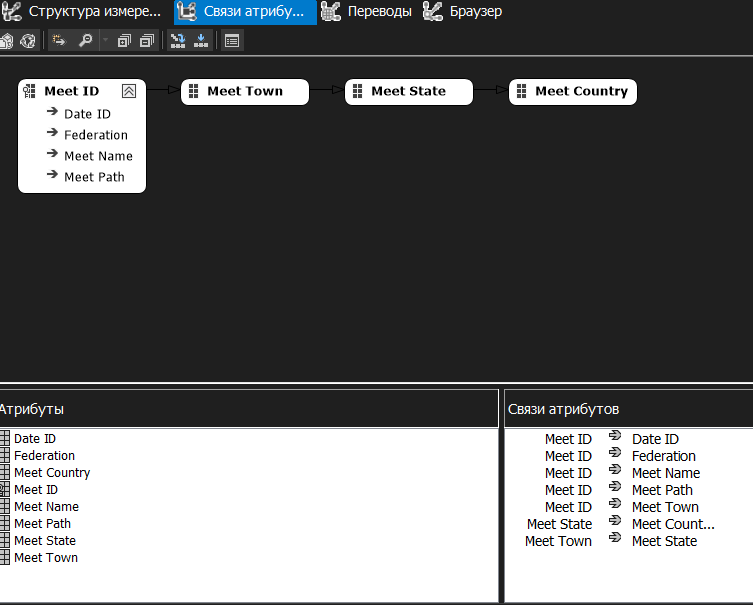 Структура измере... Связи атрибу... Переводы Браузер
Meet ID Meet Town Meet State Meet Country
Date ID
Federation
Meet Name
Meet Path
Атрибуты
Date ID
Federation
Meet Country
Meet ID
Meet Name
Meet Path
Meet State
Meet Town
Связи атрибутов
Meet ID Date ID
Meet ID Federation
Meet ID Meet Name
Meet ID Meet Path
Meet ID Meet Town
Meet State Meet Count...
Meet Town Meet State